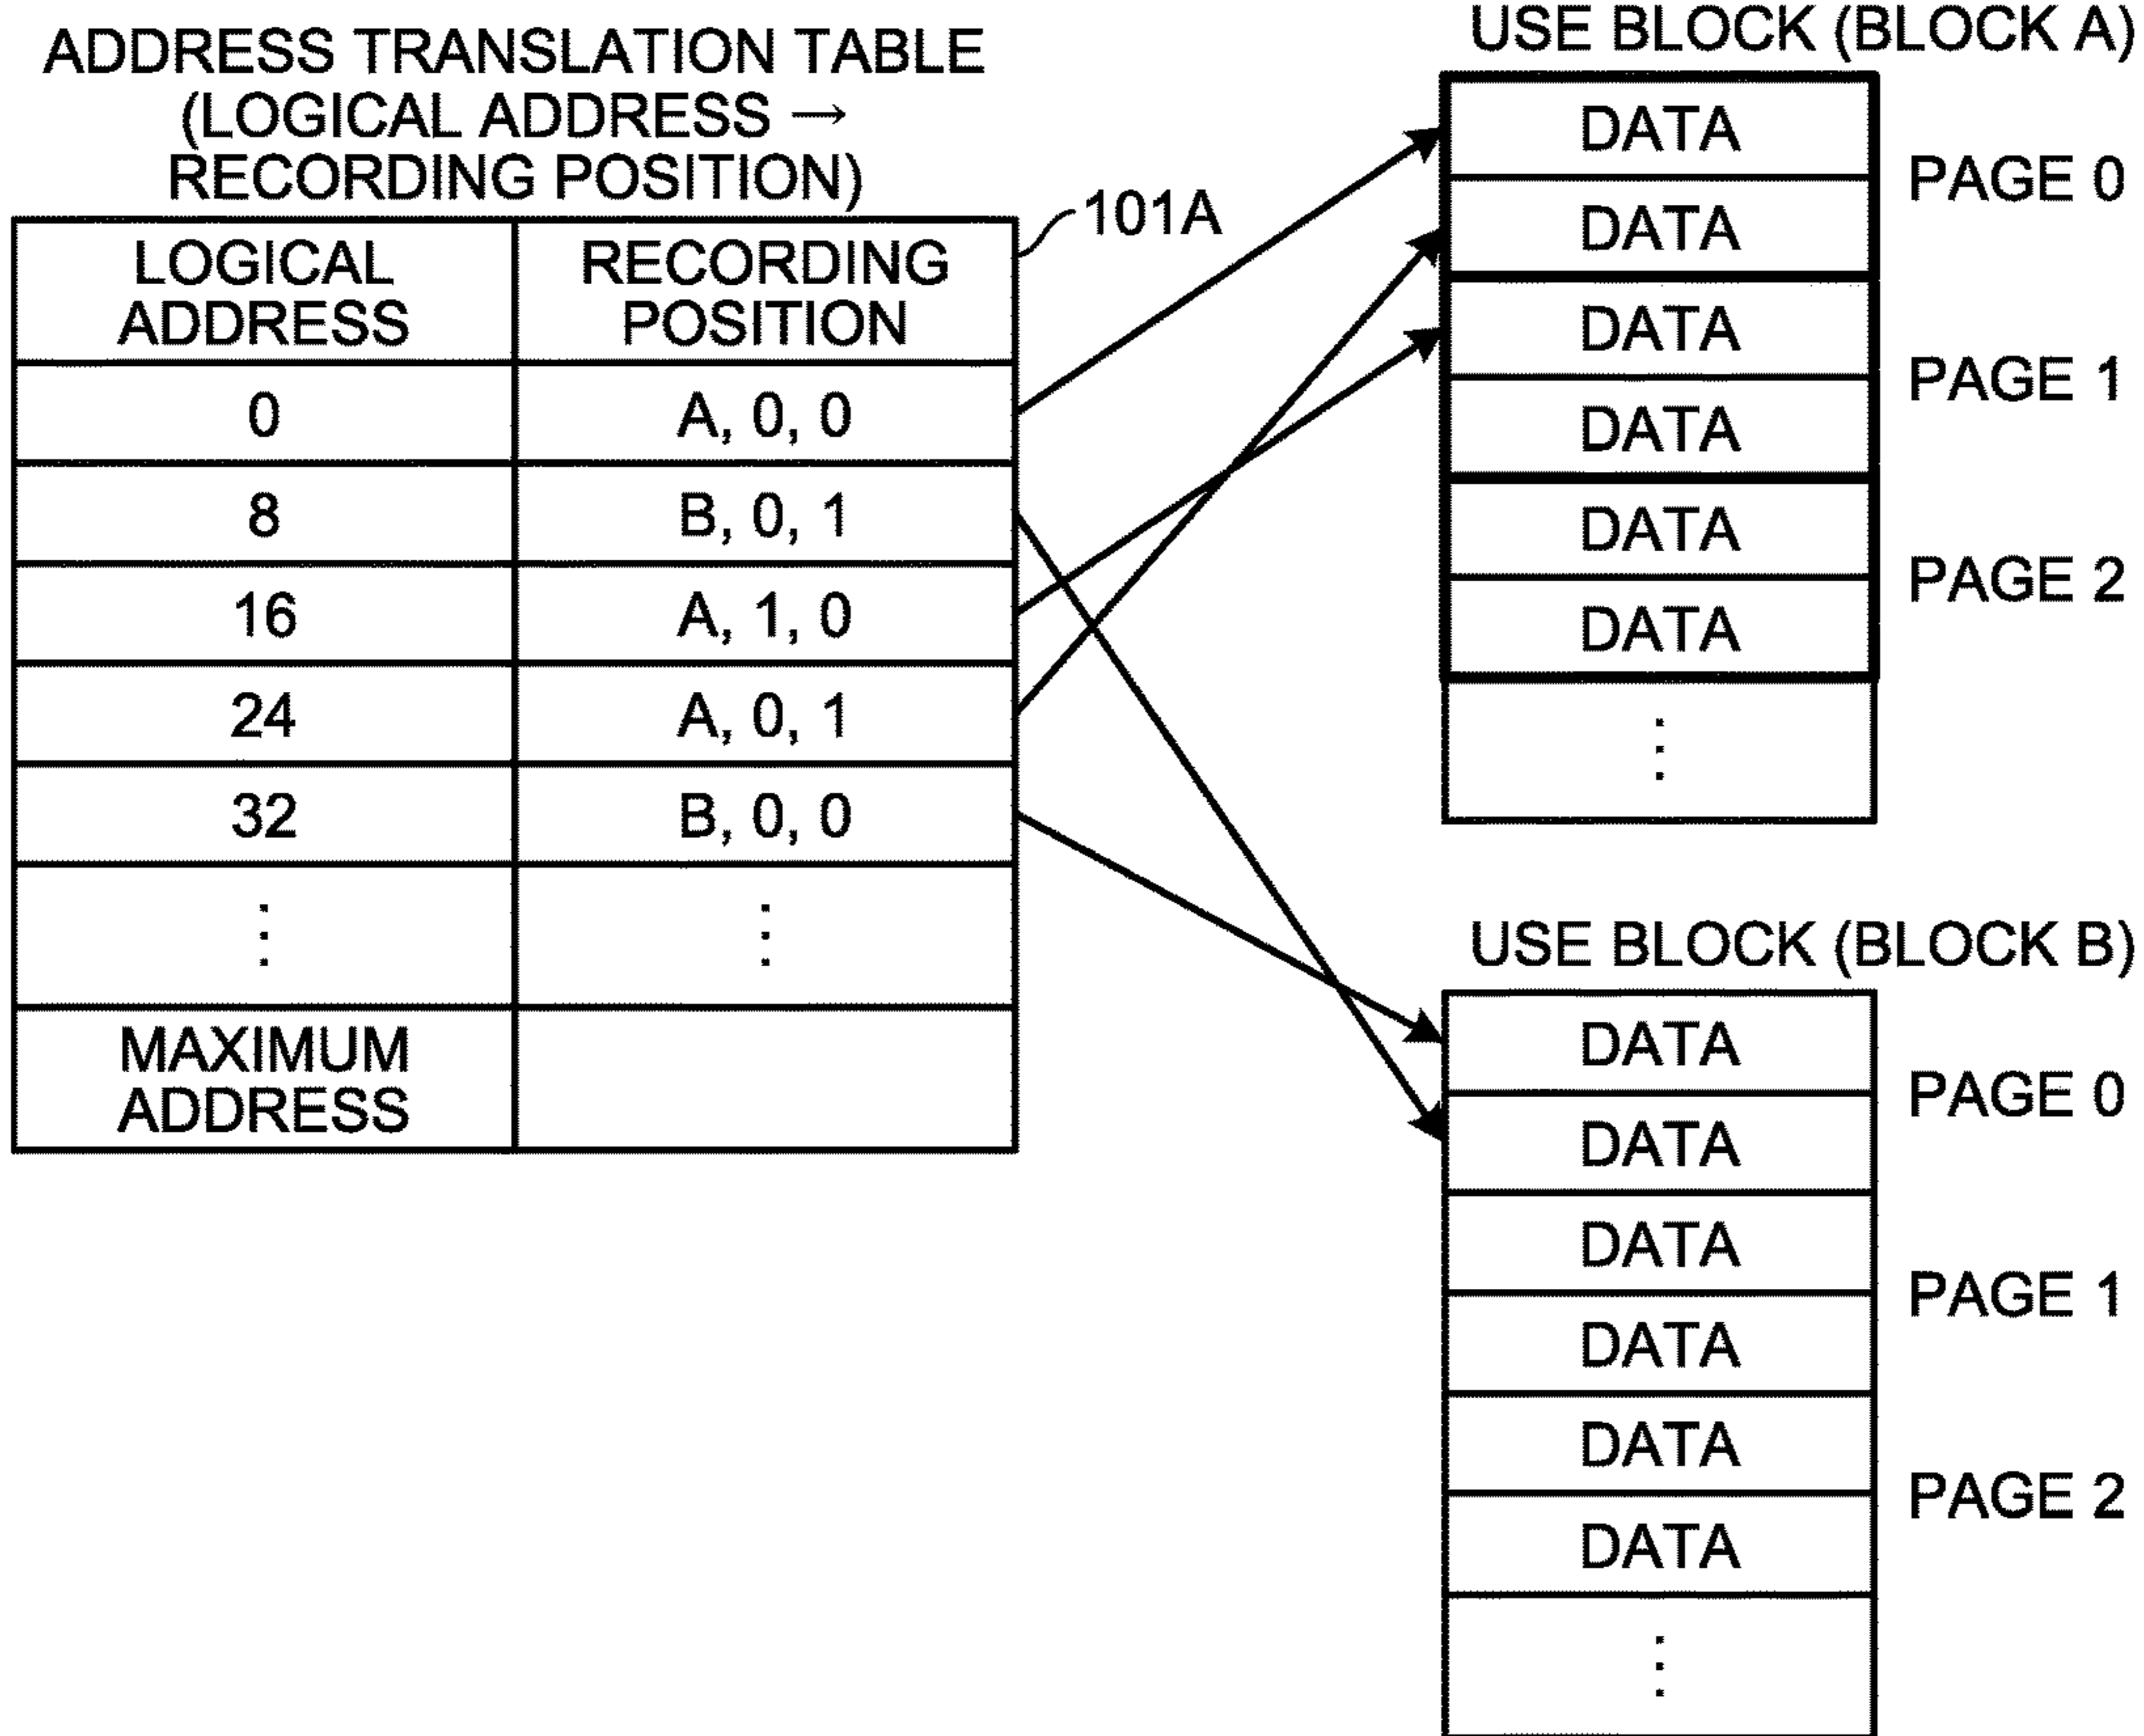 ADDRESS TRANSLATION TABLE
(LOGICAL ADDRESS →
RECORDING POSITION)
101A
LOGICAL
ADDRESS
RECORDING
POSITION
0
A, 0, 0
8
B, 0, 1
16
A, 1, 0
24
A, 0, 1
32
B, 0, 0
⋮
⋮
MAXIMUM
ADDRESS
USE BLOCK (BLOCK A)
DATA
PAGE 0
DATA
DATA
PAGE 1
DATA
DATA
PAGE 2
DATA
⋮
USE BLOCK (BLOCK B)
DATA
PAGE 0
DATA
DATA
PAGE 1
DATA
DATA
PAGE 2
DATA
⋮